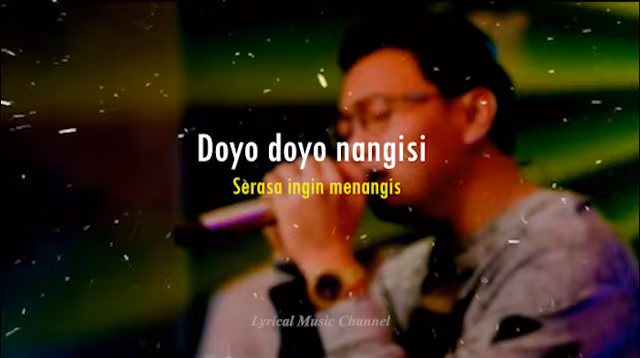 Doyo doyo nangisi
Serasa ingin menangis
Lyrical Music Channel